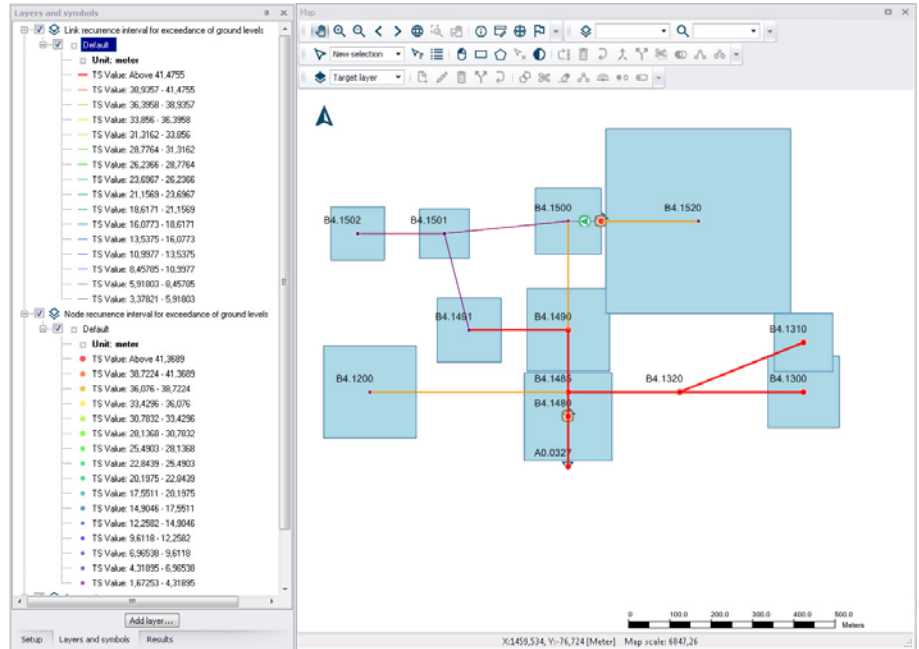 Layers and symbols
Link recurrence interval for exceedance of ground levels
Default
Unit: meter
TS Value: Above 41,4755
TS Value: 38,9357 - 41,4755
TS Value: 36,3958 - 38,9357
TS Value: 33,856 - 36,3958
TS Value: 31,3162 - 33,856
TS Value: 28,7764 - 31,3162
TS Value: 26,2366 - 28,7764
TS Value: 23,6967 - 26,2366
TS Value: 21,1569 - 23,6967
TS Value: 18,6171 - 21,1569
TS Value: 16,0773 - 18,6171
TS Value: 13,5375 - 16,0773
TS Value: 10,9977 - 13,5375
TS Value: 8,45785 - 10,9977
TS Value: 5,91803 - 8,45785
TS Value: 3,37821 - 5,91803
Node recurrence interval for exceedance of ground levels
Default
Unit: meter
TS Value: Above 41,3689
TS Value: 38,7224 - 41,3689
TS Value: 36,076 - 38,7224
TS Value: 33,4296 - 36,076
TS Value: 30,7832 - 33,4296
TS Value: 28,1368 - 30,7832
TS Value: 25,4903 - 28,1368
TS Value: 22,8439 - 25,4903
TS Value: 20,1975 - 22,8439
TS Value: 17,5511 - 20,1975
TS Value: 14,9046 - 17,5511
TS Value: 12,2582 - 14,9046
TS Value: 9,6118 - 12,2582
TS Value: 6,96538 - 9,6118
TS Value: 4,31895 - 6,96538
TS Value: 1,67253 - 4,31895
Add layer...
Setup Layers and symbols Results
Map
New selection
Target layer
B4.1502 B4.1501 B4.1500 B4.1520
B4.1491 B4.1490 B4.1310
B4.1200 B4.1485 B4.1320 B4.1300
B4.1480
A0.0327
0 100.0 200.0 300.0 400.0 500.0
Meters
X:1459,534, Y:-76,724 [Meter] Map scale: 6847,26